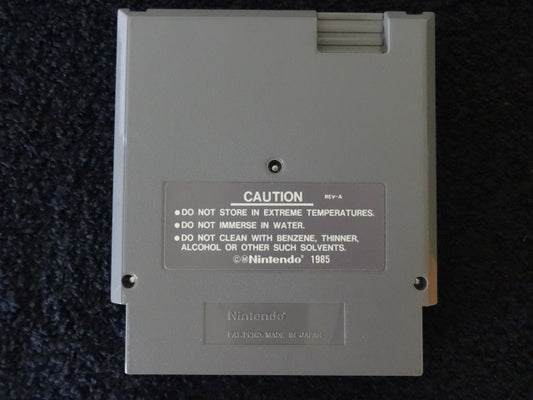 CAUTION REV-A
•DO NOT STORE IN EXTREME TEMPERATURES.
•DO NOT IMMERSE IN WATER.
•DO NOT CLEAN WITH BENZENE, THINNER,
ALCOHOL OR OTHER SUCH SOLVENTS.
©ⓂNintendo® 1985
Nintendo®
PAT.PEND. MADE IN JAPAN